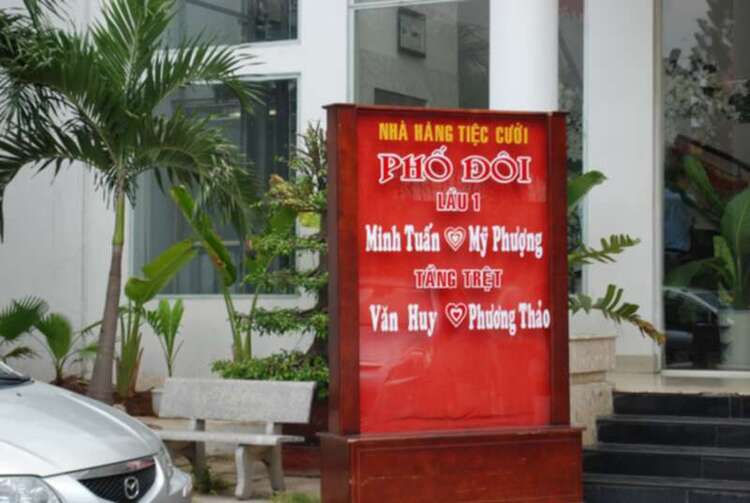 NHÀ HÀNG TIỆC CƯỚI
PHỐ ĐÔI
LẦU 1
Minh Tuấn Mỹ Phượng
TẦNG TRỆT
Văn Huy Phương Thảo